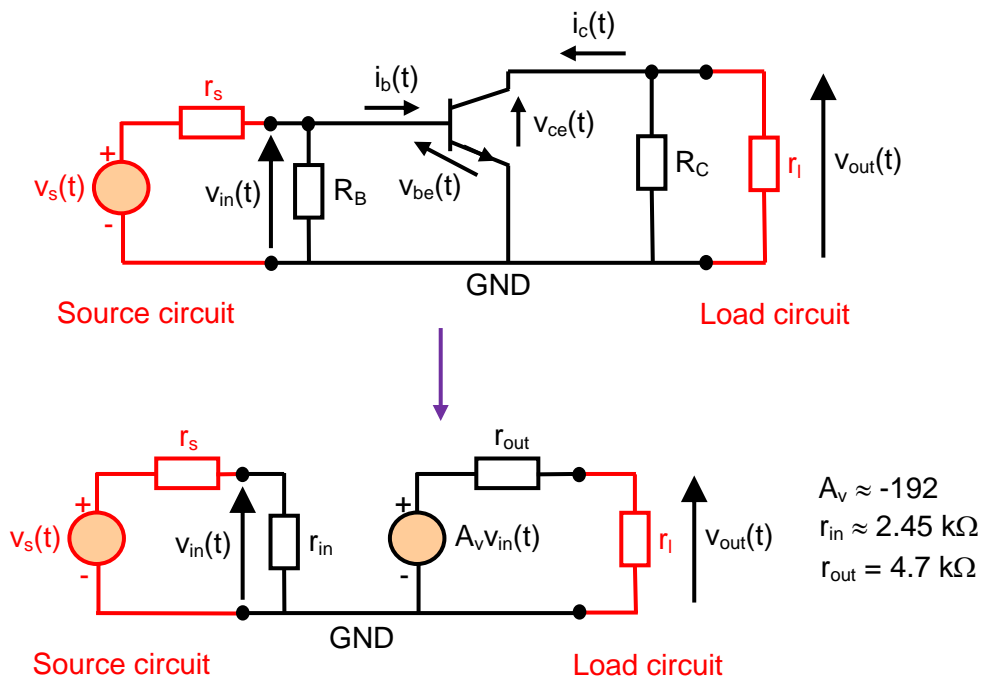 i_c(t)
i_b(t)
r_s
v_ce(t)
v_s(t)
+
-
v_in(t)
R_B
v_be(t)
R_C
r_l
v_out(t)
GND
Source circuit
Load circuit
r_s
r_out
v_s(t)
+
-
v_in(t)
r_in
+
-
A_vv_in(t)
r_l
v_out(t)
A_v ≈ -192
r_in ≈ 2.45 kΩ
r_out = 4.7 kΩ
GND
Source circuit
Load circuit